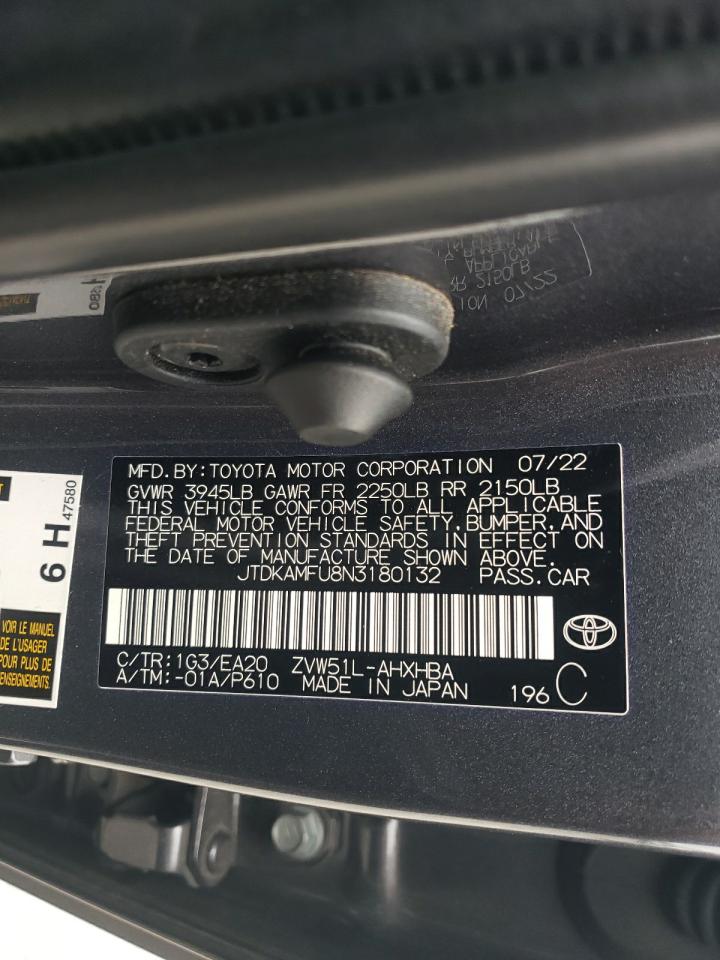 MFD.BY:TOYOTA MOTOR CORPORATION 07/22
GVWR 3945LB GAWR FR 2250LB RR 2150LB
THIS VEHICLE CONFORMS TO ALL APPLICABLE
FEDERAL MOTOR VEHICLE SAFETY,BUMPER,AND
THEFT PREVENTION STANDARDS IN EFFECT ON
THE DATE OF MANUFACTURE SHOWN ABOVE.
JTDKAMFU8N3180132 PASS.CAR
C/TR:1G3/EA20 ZVW51L-AHXHBA
A/TM:-01A/P610 MADE IN JAPAN 196 C
6 H 47580
VOIR LE MANUEL
DE L'USAGER
POUR PLUS DE
RENSEIGNEMENTS.